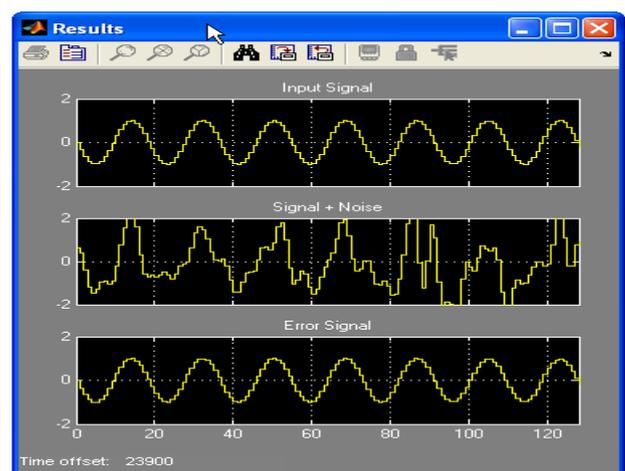 Results
Input Signal
2
0
-2
Signal + Noise
2
0
-2
Error Signal
2
0
-2
0 20 40 60 80 100 120
Time offset: 23900